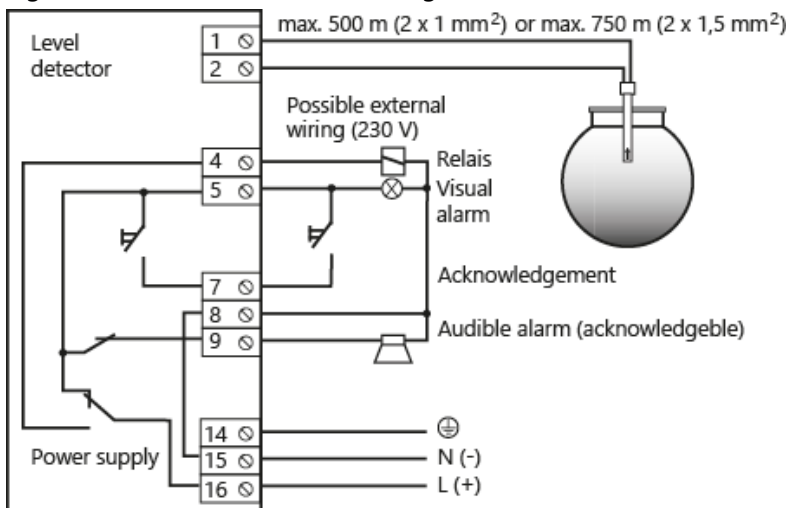 max. 500 m (2 x 1 mm²) or max. 750 m (2 x 1,5 mm²)
Level
detector
1
2
Possible external
wiring (230 V)
4
Relais
5
Visual
alarm
7
Acknowledgement
8
9
Audible alarm (acknowledgeble)
14
Power supply
15
N (-)
16
L (+)